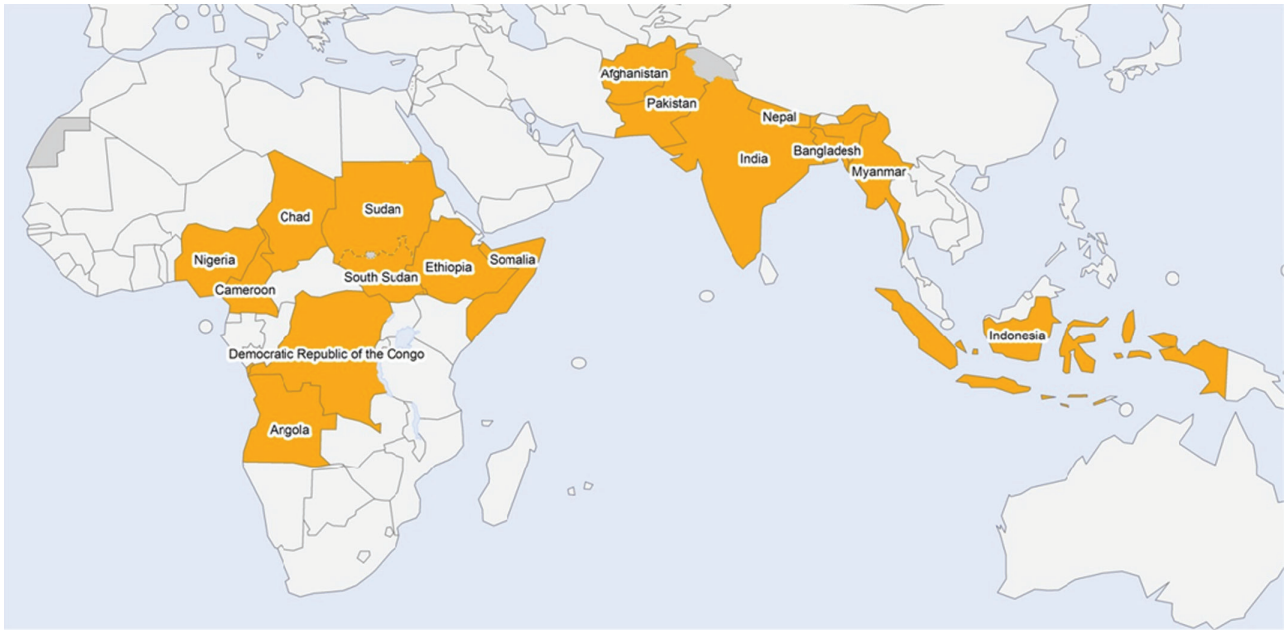 Afghanistan
Pakistan
Nepal
India
Bangladesh
Myanmar
Chad
Sudan
Nigeria
Cameroon
South Sudan
Ethiopia
Somalia
Democratic Republic of the Congo
Angola
Indonesia